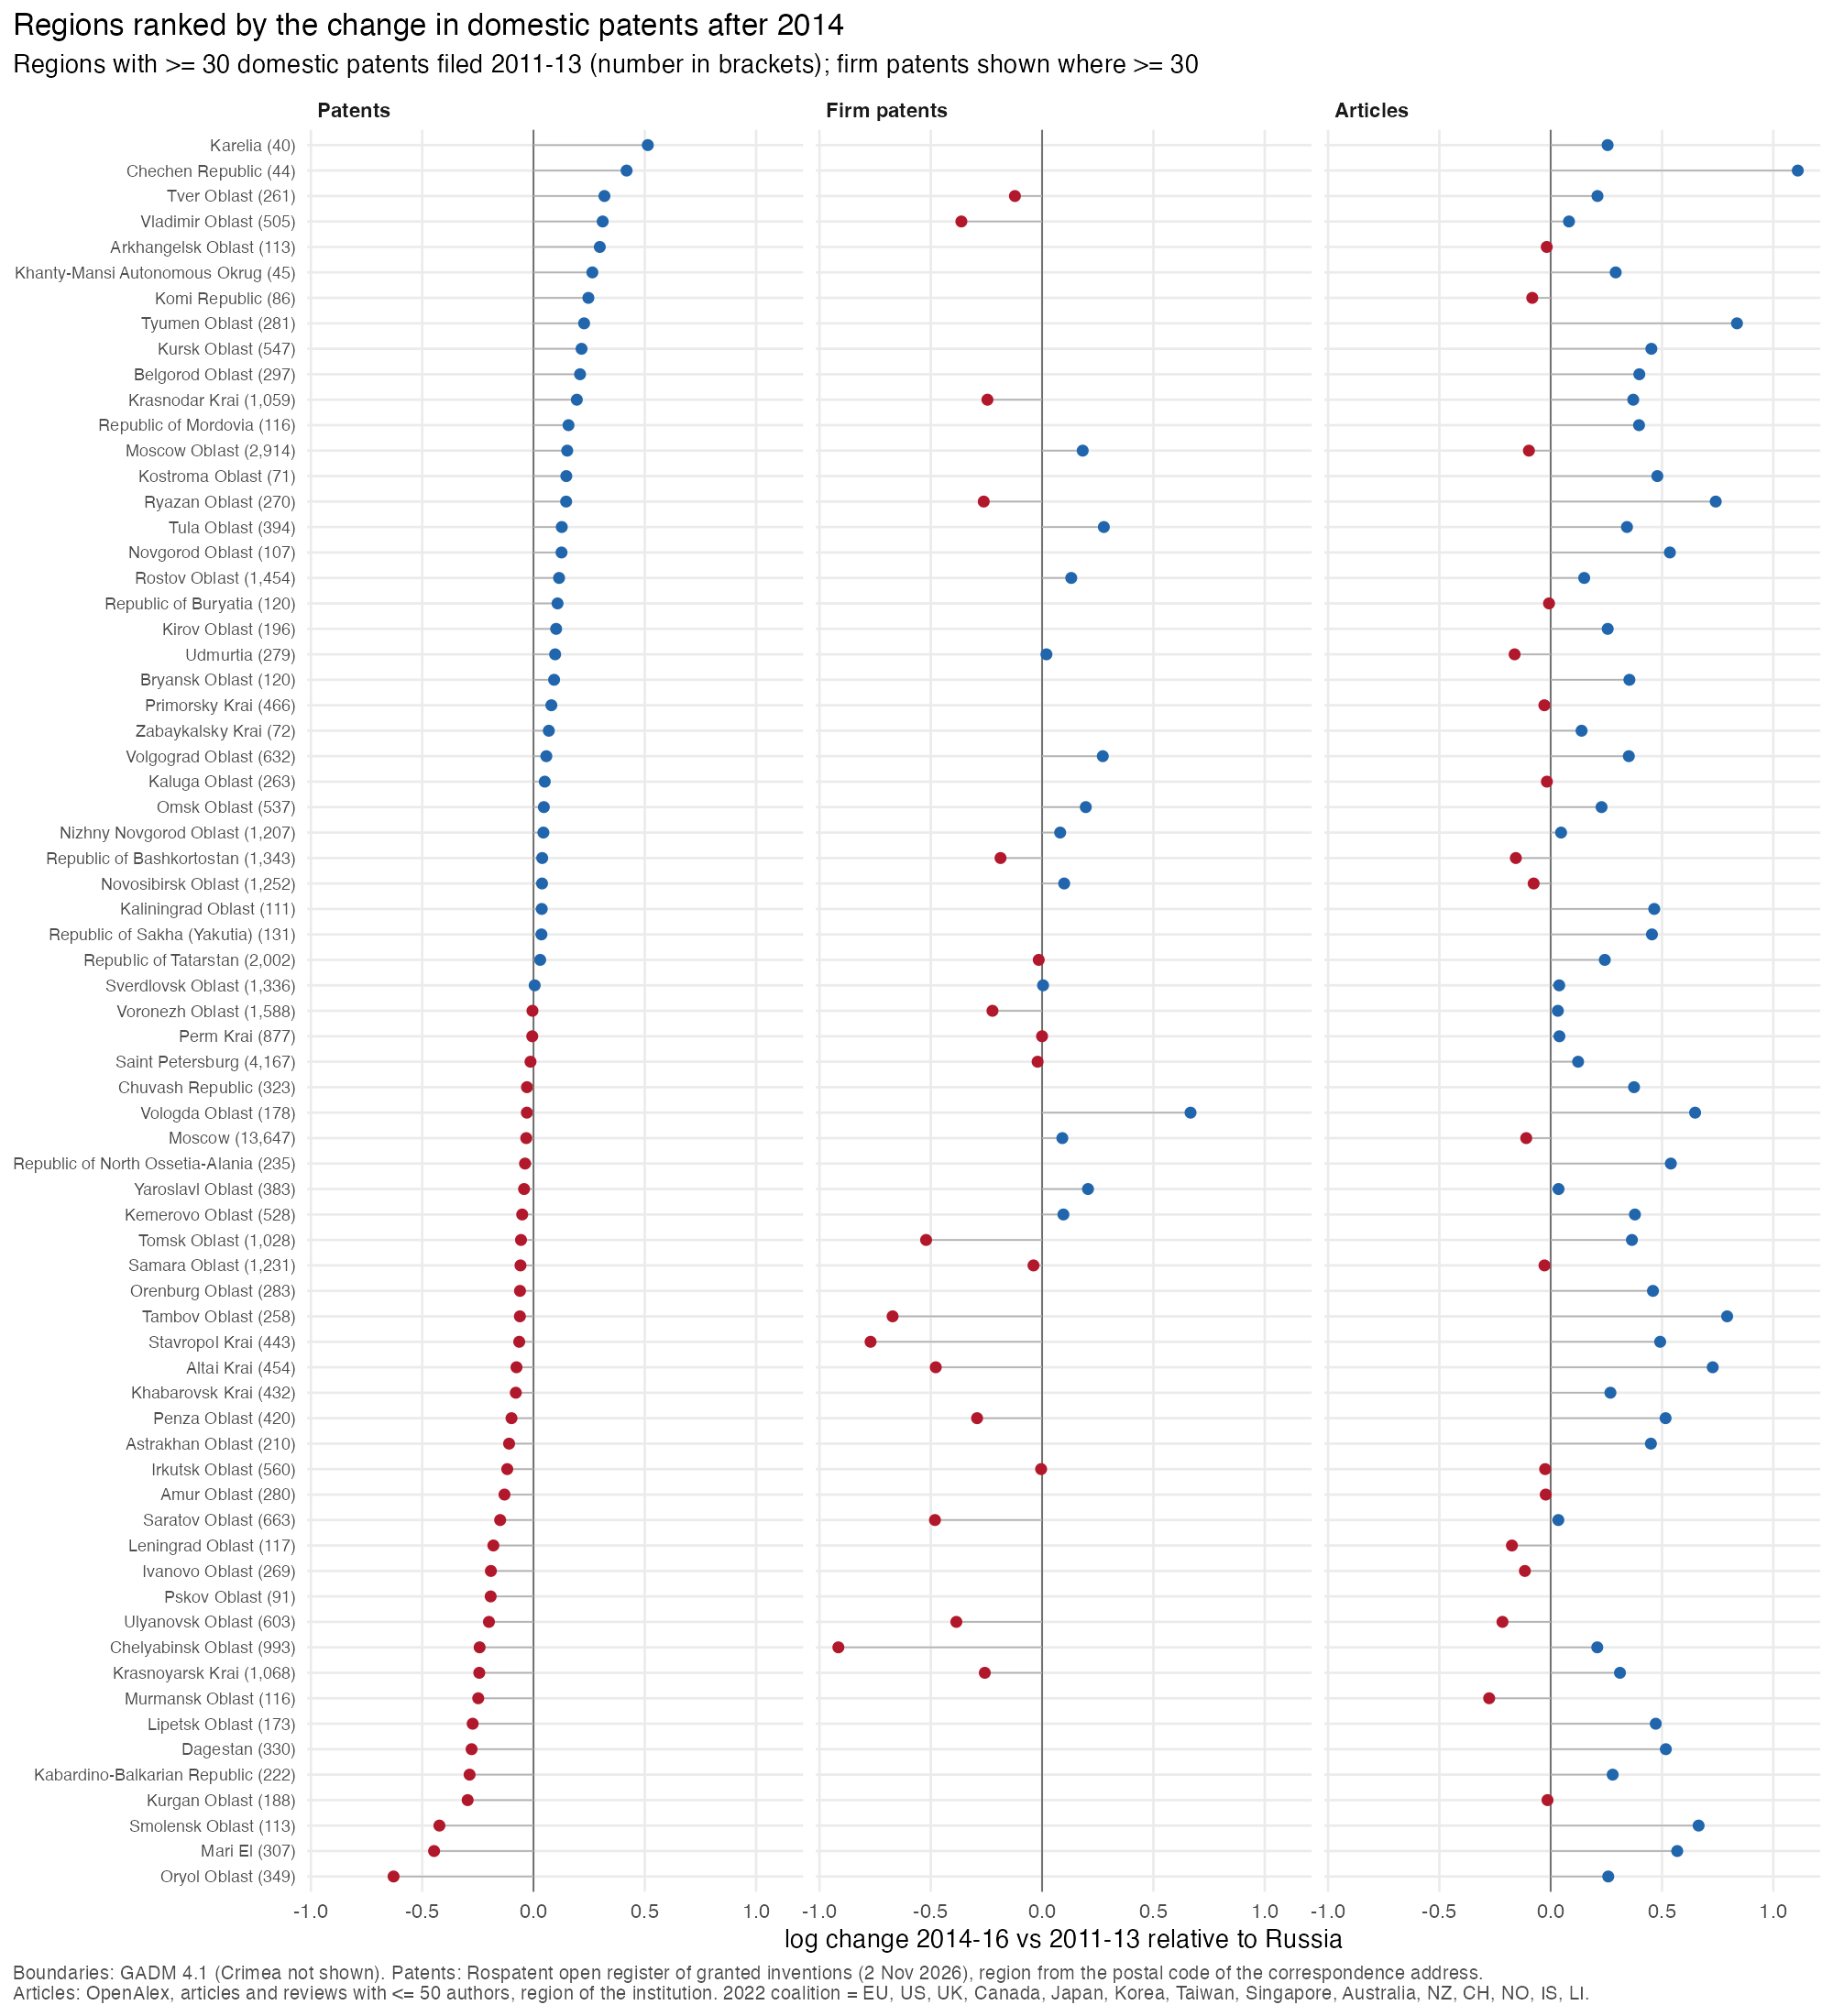 Regions ranked by the change in domestic patents after 2014
Regions with >= 30 domestic patents filed 2011-13 (number in brackets); firm patents shown where >= 30
Patents
Firm patents
Articles
Karelia (40)
Chechen Republic (44)
Tver Oblast (261)
Vladimir Oblast (505)
Arkhangelsk Oblast (113)
Khanty-Mansi Autonomous Okrug (45)
Komi Republic (86)
Tyumen Oblast (281)
Kursk Oblast (547)
Belgorod Oblast (297)
Krasnodar Krai (1,059)
Republic of Mordovia (116)
Moscow Oblast (2,914)
Kostroma Oblast (71)
Ryazan Oblast (270)
Tula Oblast (394)
Novgorod Oblast (107)
Rostov Oblast (1,454)
Republic of Buryatia (120)
Kirov Oblast (196)
Udmurtia (279)
Bryansk Oblast (120)
Primorsky Krai (466)
Zabaykalsky Krai (72)
Volgograd Oblast (632)
Kaluga Oblast (263)
Omsk Oblast (537)
Nizhny Novgorod Oblast (1,207)
Republic of Bashkortostan (1,343)
Novosibirsk Oblast (1,252)
Kaliningrad Oblast (111)
Republic of Sakha (Yakutia) (131)
Republic of Tatarstan (2,002)
Sverdlovsk Oblast (1,336)
Voronezh Oblast (1,588)
Perm Krai (877)
Saint Petersburg (4,167)
Chuvash Republic (323)
Vologda Oblast (178)
Moscow (13,647)
Republic of North Ossetia-Alania (235)
Yaroslavl Oblast (383)
Kemerovo Oblast (528)
Tomsk Oblast (1,028)
Samara Oblast (1,231)
Orenburg Oblast (283)
Tambov Oblast (258)
Stavropol Krai (443)
Altai Krai (454)
Khabarovsk Krai (432)
Penza Oblast (420)
Astrakhan Oblast (210)
Irkutsk Oblast (560)
Amur Oblast (280)
Saratov Oblast (663)
Leningrad Oblast (117)
Ivanovo Oblast (269)
Pskov Oblast (91)
Ulyanovsk Oblast (603)
Chelyabinsk Oblast (993)
Krasnoyarsk Krai (1,068)
Murmansk Oblast (116)
Lipetsk Oblast (173)
Dagestan (330)
Kabardino-Balkarian Republic (222)
Kurgan Oblast (188)
Smolensk Oblast (113)
Mari El (307)
Oryol Oblast (349)
-1.0 -0.5 0.0 0.5 1.0 -1.0 -0.5 0.0 0.5 1.0 -1.0 -0.5 0.0 0.5 1.0
log change 2014-16 vs 2011-13 relative to Russia
Boundaries: GADM 4.1 (Crimea not shown). Patents: Rospatent open register of granted inventions (2 Nov 2026), region from the postal code of the correspondence address.
Articles: OpenAlex, articles and reviews with <= 50 authors, region of the institution. 2022 coalition = EU, US, UK, Canada, Japan, Korea, Taiwan, Singapore, Australia, NZ, CH, NO, IS, LI.